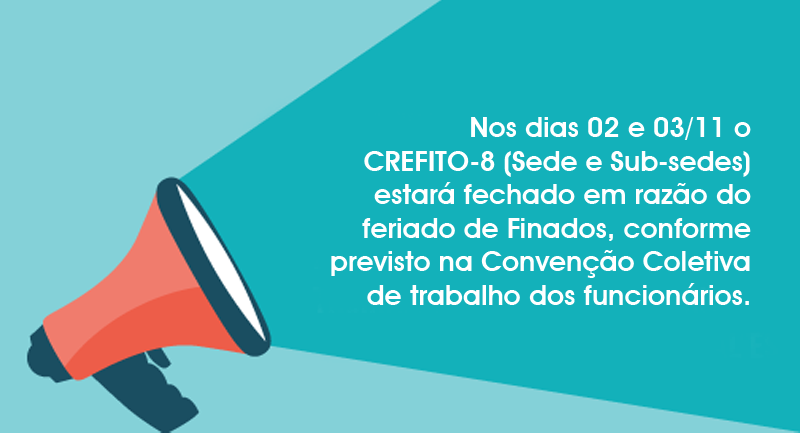 Nos dias 02 e 03/11 o
CREFITO-8 (Sede e Sub-sedes)
estará fechado em razão do
feriado de Finados, conforme
previsto na Convenção Coletiva
de trabalho dos funcionários.